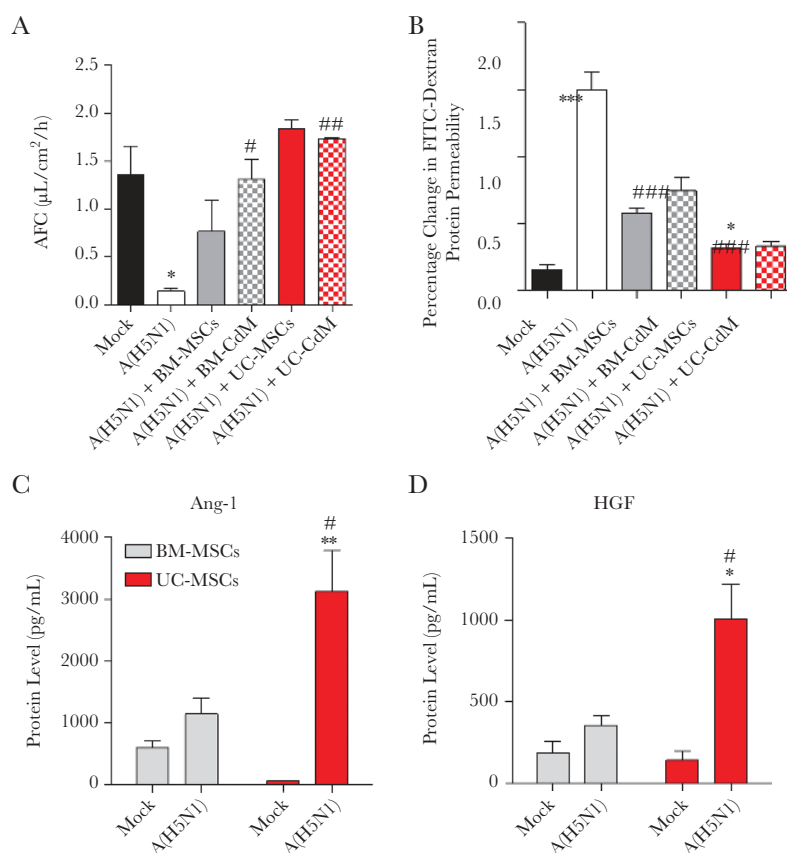 A
AFC (µL/cm²/h)
2.5
2.0
1.5
1.0
0.5
0.0
*
#
##
Mock
A(H5N1)
A(H5N1) + BM-MSCs
A(H5N1) + BM-CdM
A(H5N1) + UC-MSCs
A(H5N1) + UC-CdM
B
Percentage Change in FITC-Dextran
Protein Permeability
2.0
1.5
1.0
0.5
0.0
***
###
*
###
Mock
A(H5N1)
A(H5N1) + BM-MSCs
A(H5N1) + BM-CdM
A(H5N1) + UC-MSCs
A(H5N1) + UC-CdM
C
Ang-1
Protein Level (pg/mL)
4000
3000
2000
1000
0
BM-MSCs
UC-MSCs
#
**
Mock
A(H5N1)
Mock
A(H5N1)
D
HGF
Protein Level (pg/mL)
1500
1000
500
0
#
*
Mock
A(H5N1)
Mock
A(H5N1)